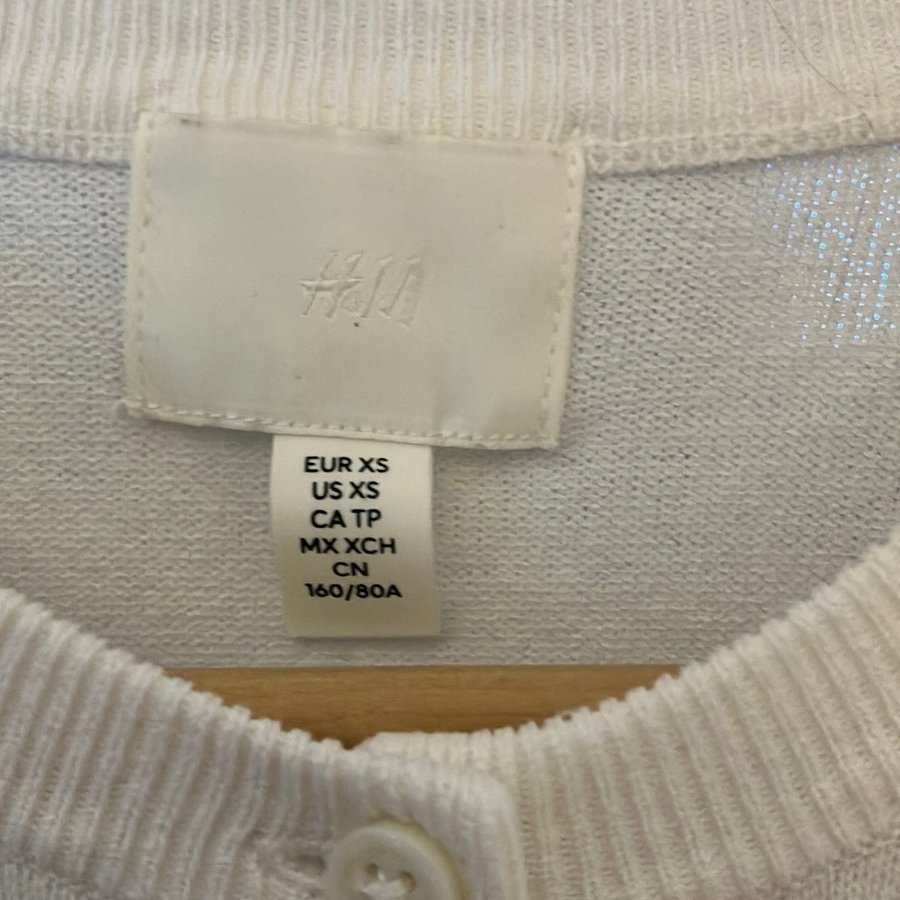 H&M
EUR XS
US XS
CA TP
MX XCH
CN
160/80A